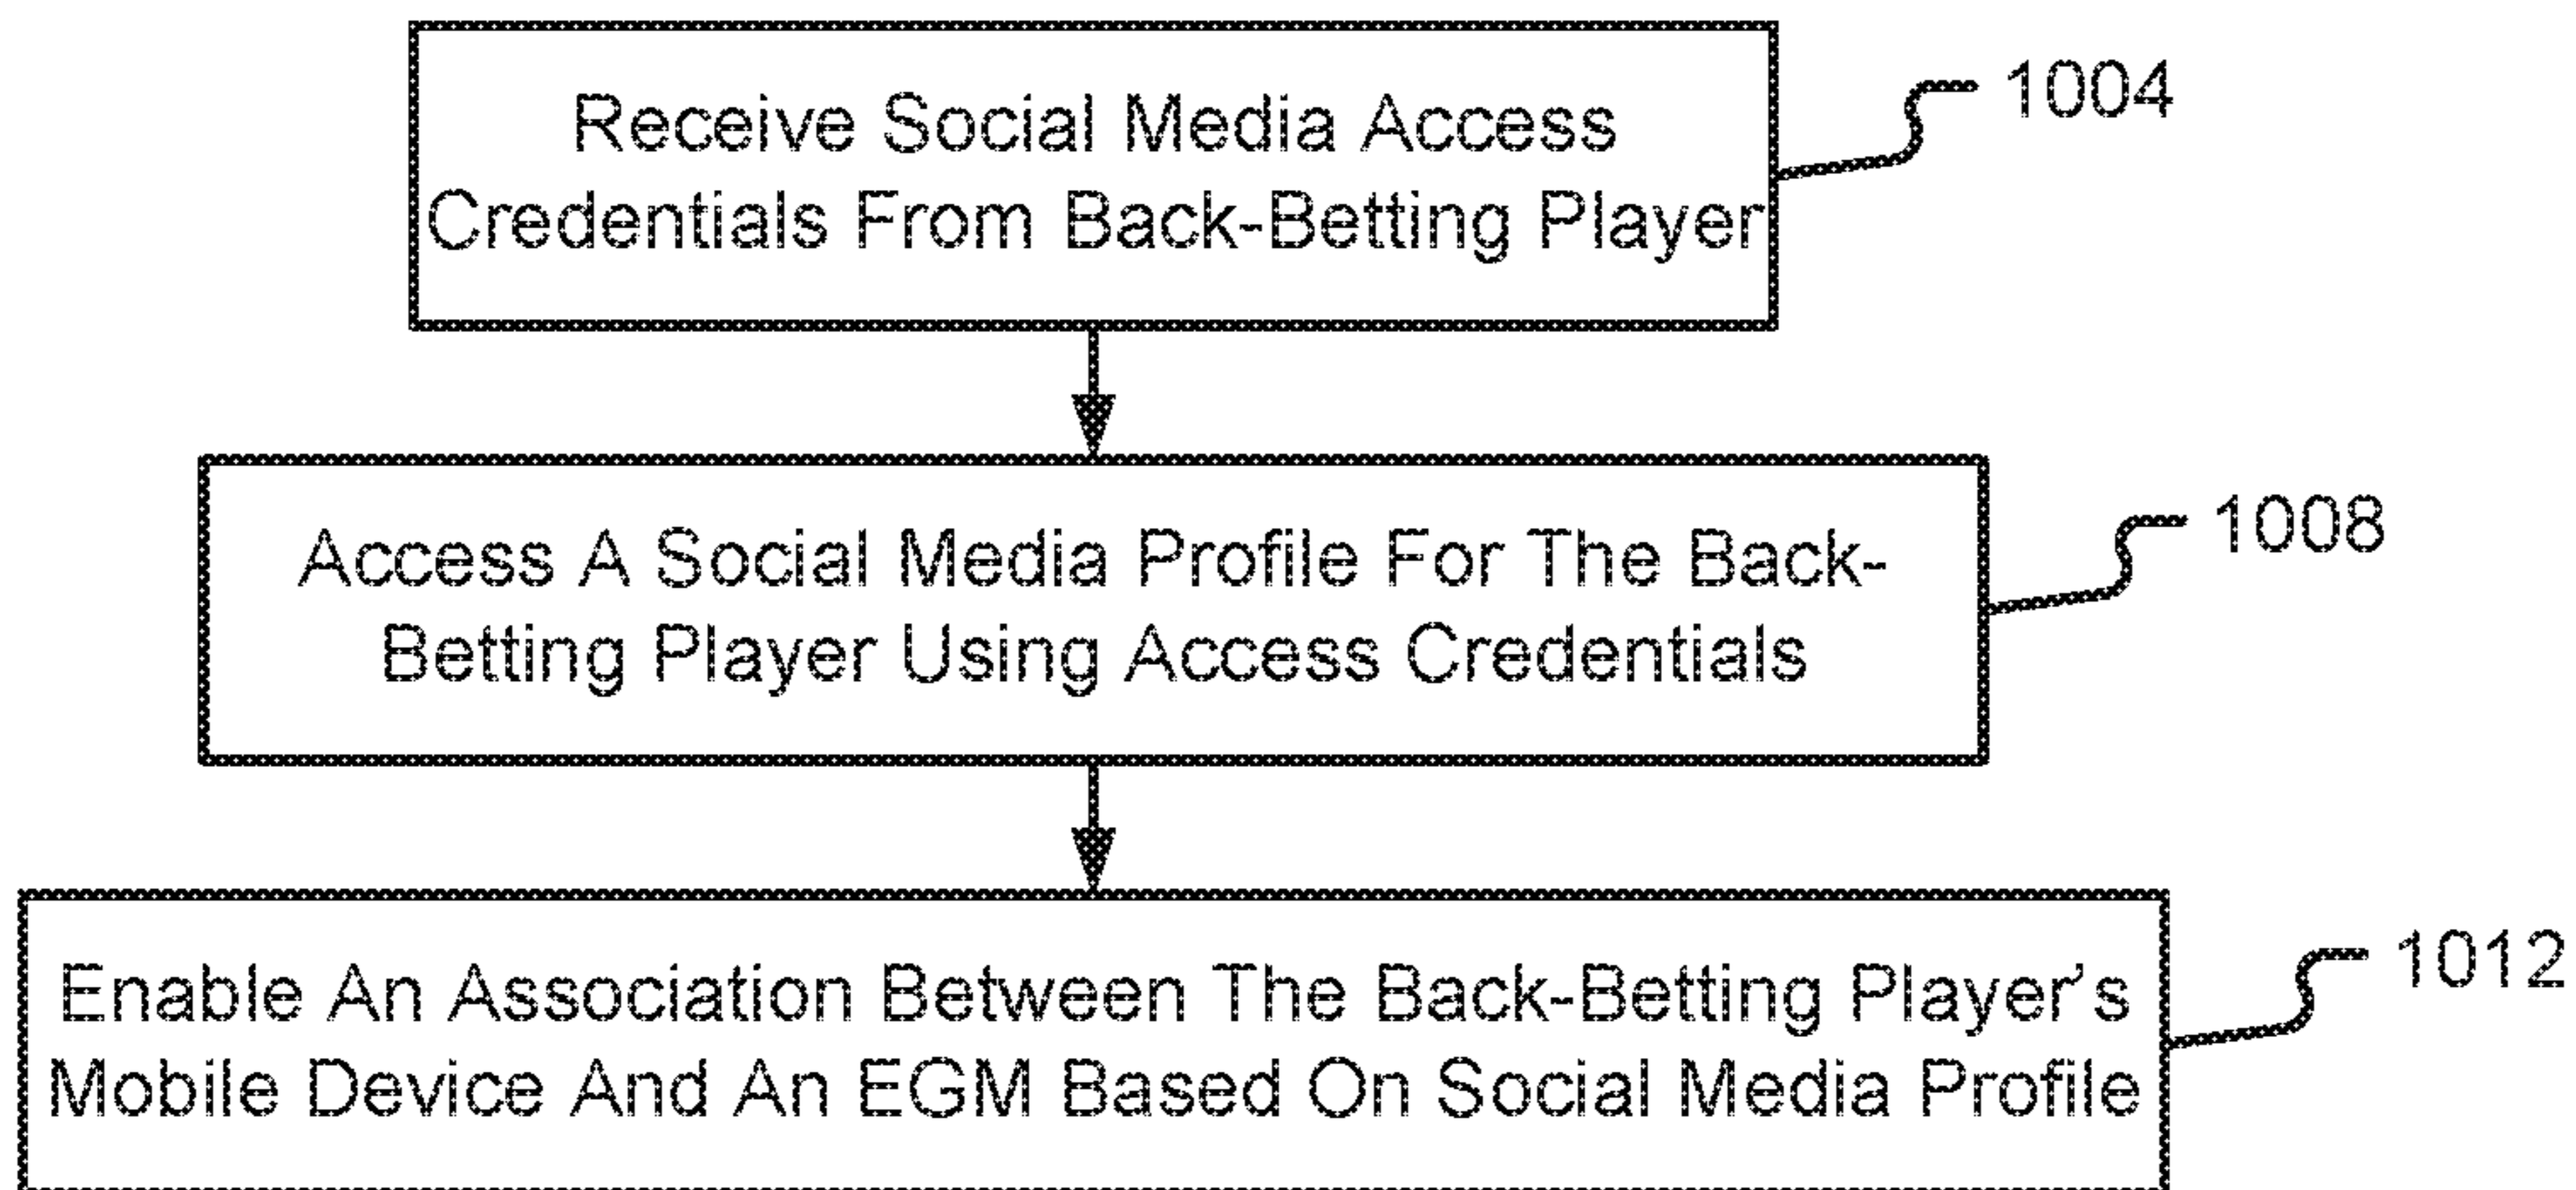 Receive Social Media Access
Credentials From Back-Betting Player
1004
Access A Social Media Profile For The Back-
Betting Player Using Access Credentials
1008
Enable An Association Between The Back-Betting Player's
Mobile Device And An EGM Based On Social Media Profile
1012